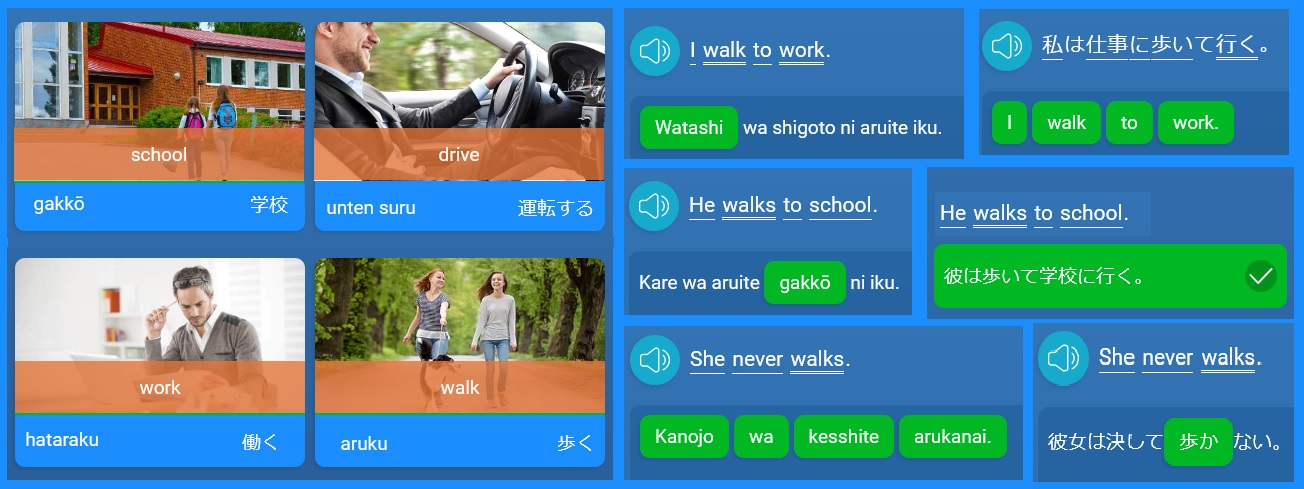 school
gakkō 学校
drive
unten suru 運転する
work
hataraku 働く
walk
aruku 歩く
I walk to work.
Watashi wa shigoto ni aruite iku.
私は仕事に歩いて行く。
I walk to work.
He walks to school.
Kare wa aruite gakkō ni iku.
He walks to school.
彼は歩いて学校に行く。
She never walks.
Kanojo wa kesshite arukanai.
She never walks.
彼女は決して歩かない。